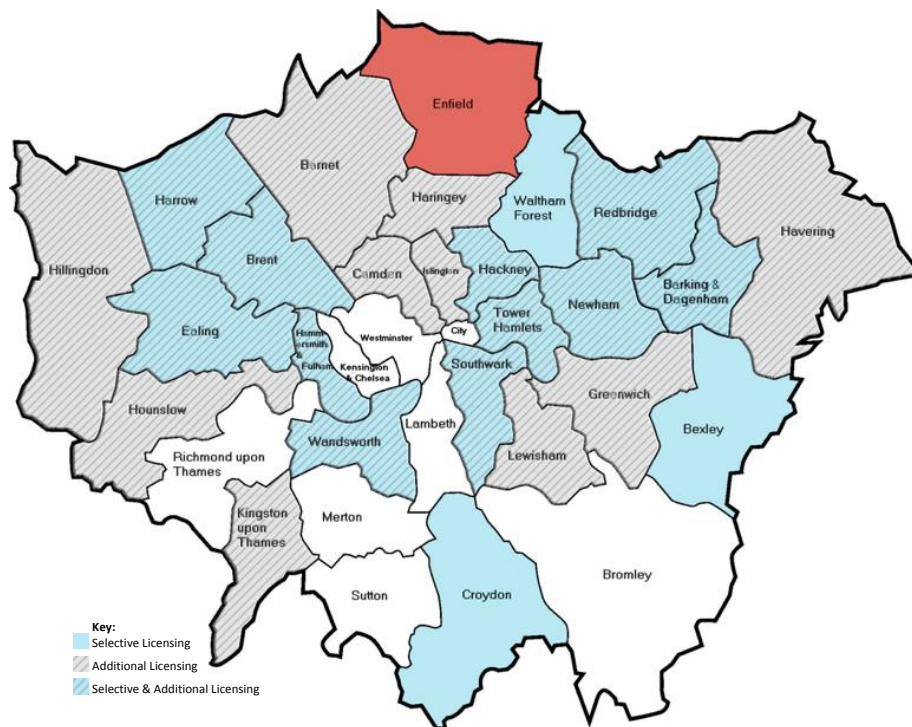 Enfield
Barnet
Haringey
Harrow
Waltham
Forest
Redbridge
Havering
Hillingdon
Brent
Camden
Islington
Hackney
Barking &
Dagenham
Newham
Ealing
Tower
Hamlets
Westminster
City
Hamm-
ersmith
&
Fulham
Kensington
& Chelsea
Southwark
Hounslow
Greenwich
Bexley
Richmond upon
Thames
Wandsworth
Lambeth
Lewisham
Kingston
upon
Thames
Merton
Sutton
Croydon
Bromley
Key:
Selective Licensing
Additional Licensing
Selective & Additional Licensing